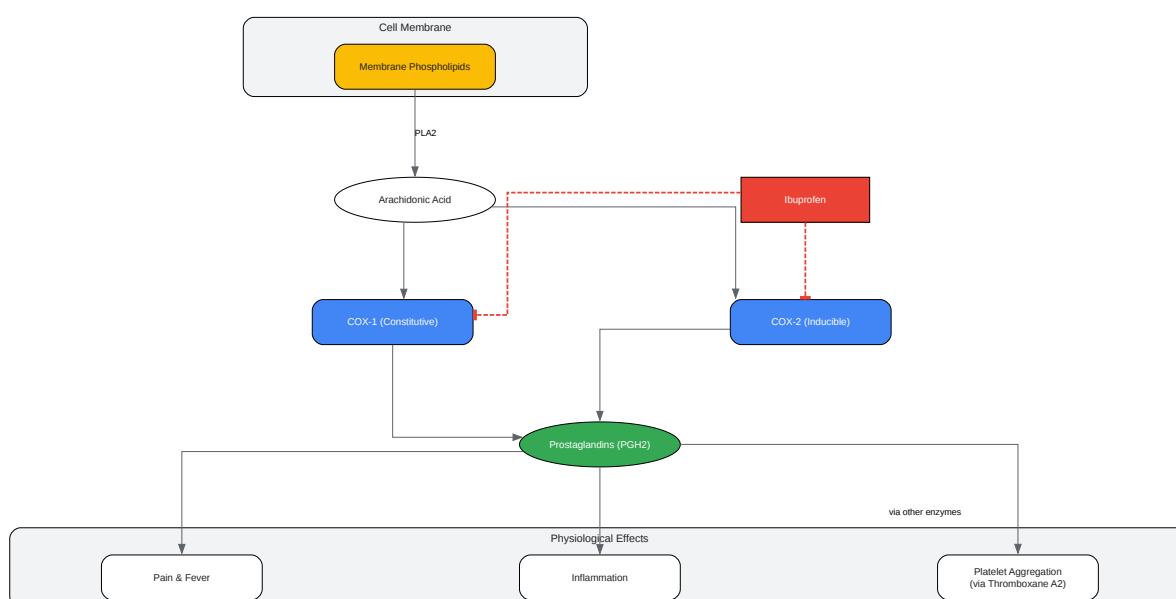 Cell Membrane
Membrane Phospholipids
PLA2
Arachidonic Acid
Ibuprofen
COX-1 (Constitutive)
COX-2 (Inducible)
Prostaglandins (PGH2)
via other enzymes
Physiological Effects
Pain & Fever
Inflammation
Platelet Aggregation
(via Thromboxane A2)